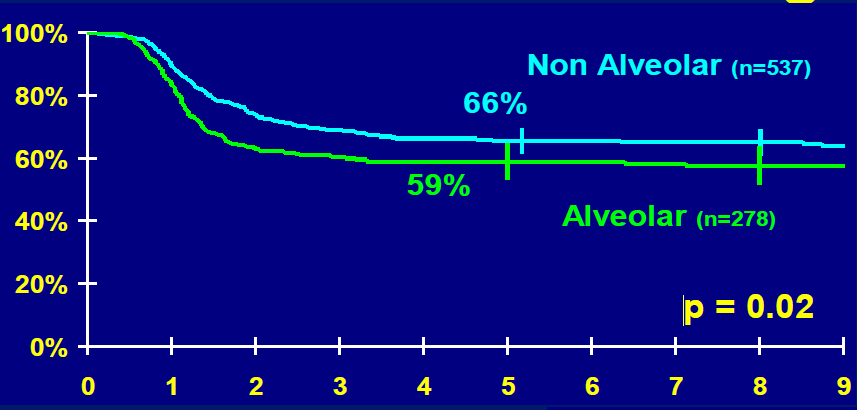 100%
Non Alveolar (n=537)
80%
66%
60%
59%
Alveolar (n=278)
40%
20%
p = 0.02
0%
0 1 2 3 4 5 6 7 8 9